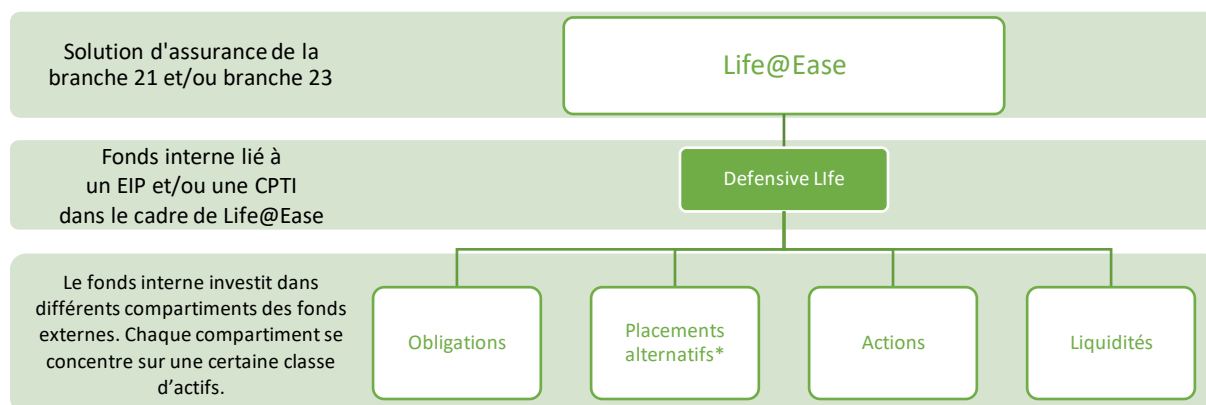 Solution d'assurance de la
branche 21 et/ou branche 23
Life@Ease
Fonds interne lié à
un EIP et/ou une CPTI
dans le cadre de Life@Ease
Defensive LIfe
Le fonds interne investit dans
différents compartiments des fonds
externes. Chaque compartiment se
concentre sur une certaine classe
d’actifs.
Obligations
Placements
alternatifs*
Actions
Liquidités